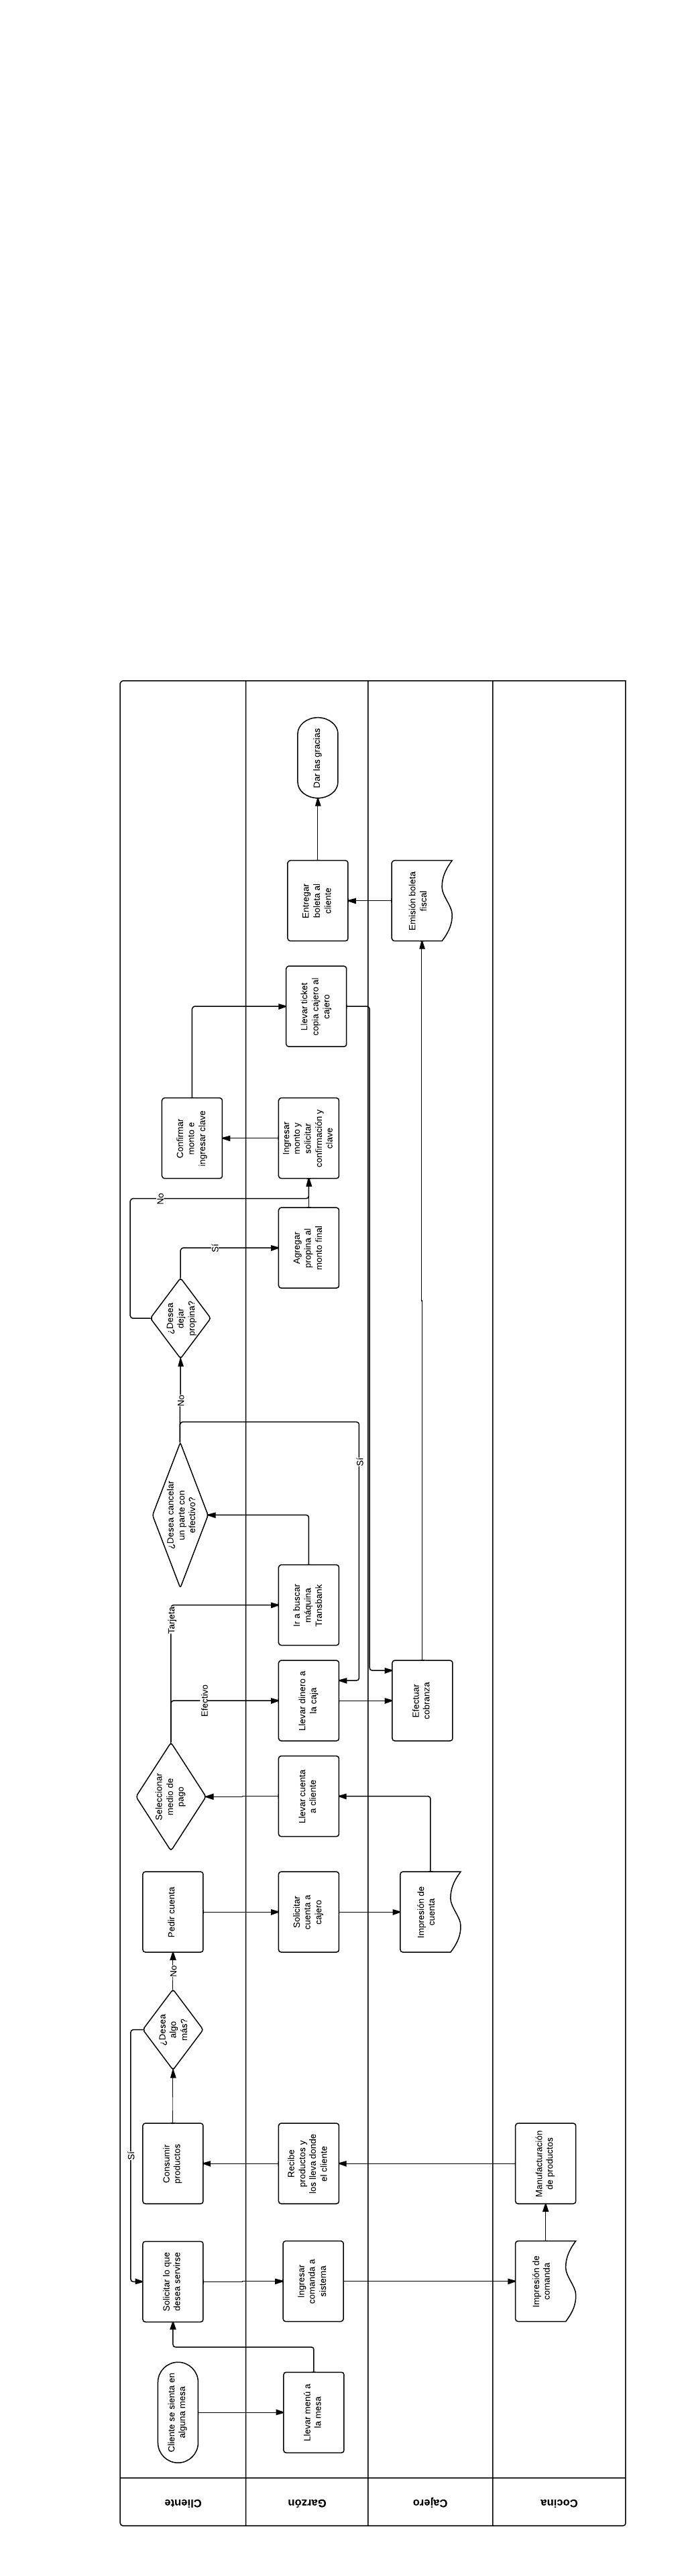 Cliente
Cliente se sienta en
alguna mesa
Solicitar lo que
desea servirse
Sí
Consumir
productos
¿Desea
algo
más?
No
Pedir cuenta
Seleccionar
medio de
pago
Efectivo
Tarjeta
¿Desea cancelar
un parte con
efectivo?
No
Sí
¿Desea
dejar
propina?
Sí
No
Confirmar
monto e
ingresar clave
Garzón
Llevar menú a
la mesa
Ingresar
comanda a
sistema
Recibe
productos y
los lleva donde
el cliente
Solicitar
cuenta a
cajero
Llevar cuenta
a cliente
Llevar dinero a
la caja
Ir a buscar
máquina
Transbank
Agregar
propina al
monto final
Ingresar
monto y
solicitar
confirmación y
clave
Llevar ticket
copia cajero al
cajero
Entregar
boleta al
cliente
Dar las gracias
Cajero
Impresión de
cuenta
Efectuar
cobranza
Emisión boleta
fiscal
Cocina
Impresión de
comanda
Manufacturación
de productos